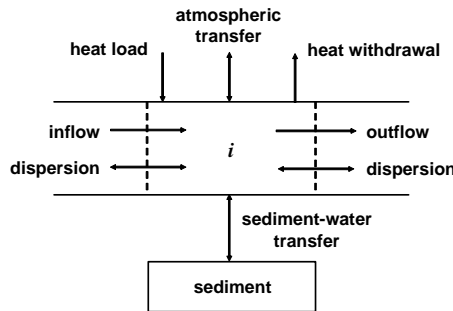 atmospheric
transfer
heat load
heat withdrawal
inflow
outflow
i
dispersion
dispersion
sediment-water
transfer
sediment